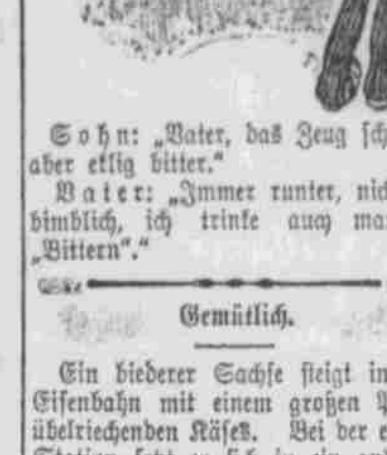 Sohn: „Vater, das Zeug sch
aber eklig bitter.“
Vater: „Immer runter, nic
bimblich, ich trinke auch ma
„Bittern“.“
Gemütlich.
Ein biederer Sachse steigt in
Eisenbahn mit einem großen
übelriechenden Käses. Bei der e